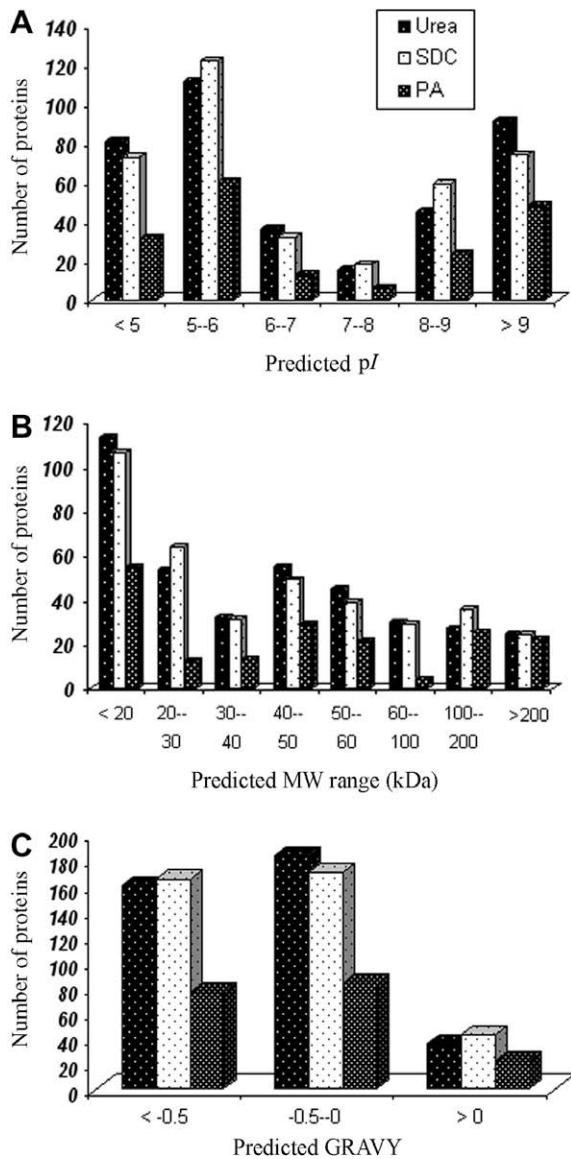 A
Number of proteins
140
120
100
80
60
40
20
0
Urea
SDC
PA
< 5 5--6 6--7 7--8 8--9 > 9
Predicted pI
B
Number of proteins
120
100
80
60
40
20
0
< 20 20-- 30-- 40-- 50-- 60-- 100-- >200
30 40 50 60 100 200
Predicted MW range (kDa)
C
Number of proteins
200
180
160
140
120
100
80
60
40
20
0
< -0.5 -0.5--0 > 0
Predicted GRAVY